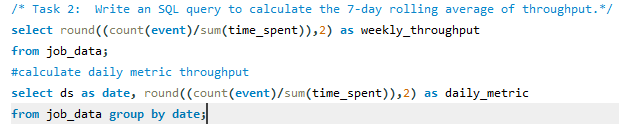 /* Task 2:  Write an SQL query to calculate the 7-day rolling average of throughput.*/
select round((count(event)/sum(time_spent)),2) as weekly_throughput
from job_data;
#calculate daily metric throughput
select ds as date, round((count(event)/sum(time_spent)),2) as daily_metric
from job_data group by date;